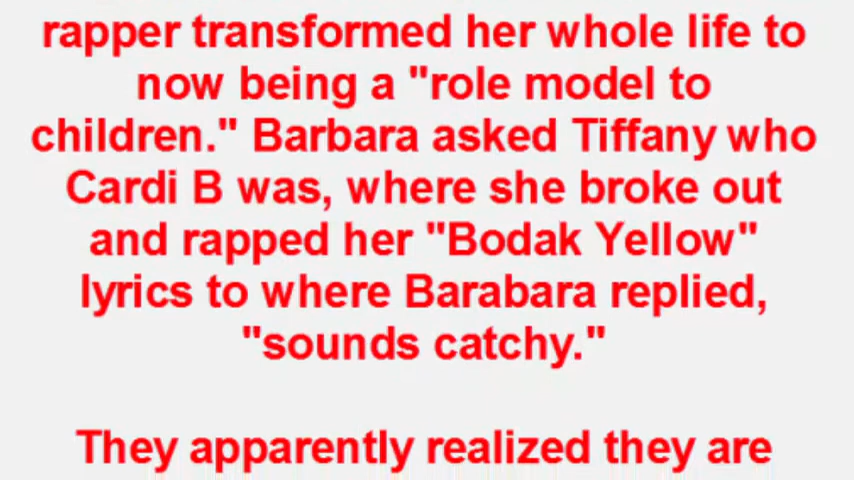 rapper transformed her whole life to
now being a "role model to
children." Barbara asked Tiffany who
Cardi B was, where she broke out
and rapped her "Bodak Yellow"
lyrics to where Barabara replied,
"sounds catchy."
They apparently realized they are